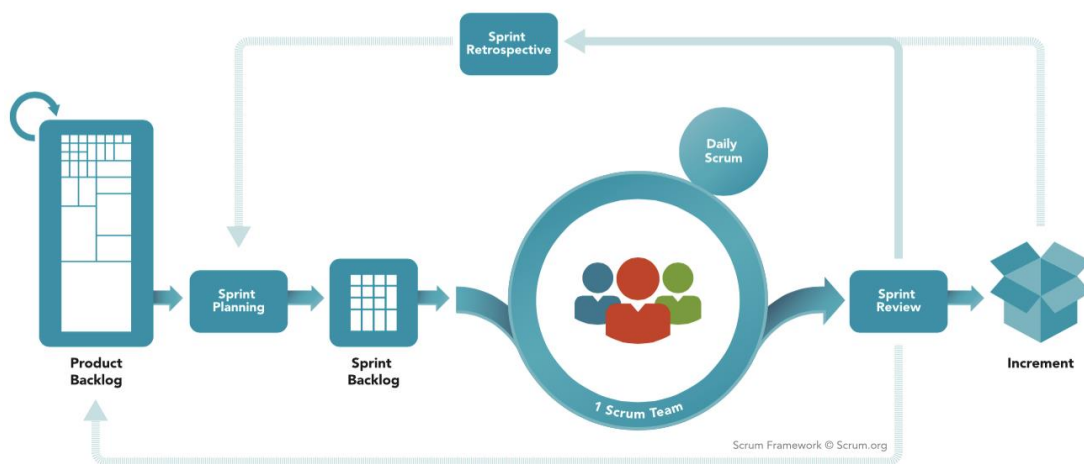 Sprint
Retrospective
Daily
Scrum
Sprint
Planning
Sprint
Review
Product
Backlog
Sprint
Backlog
1 Scrum Team
Increment
Scrum Framework © Scrum.org